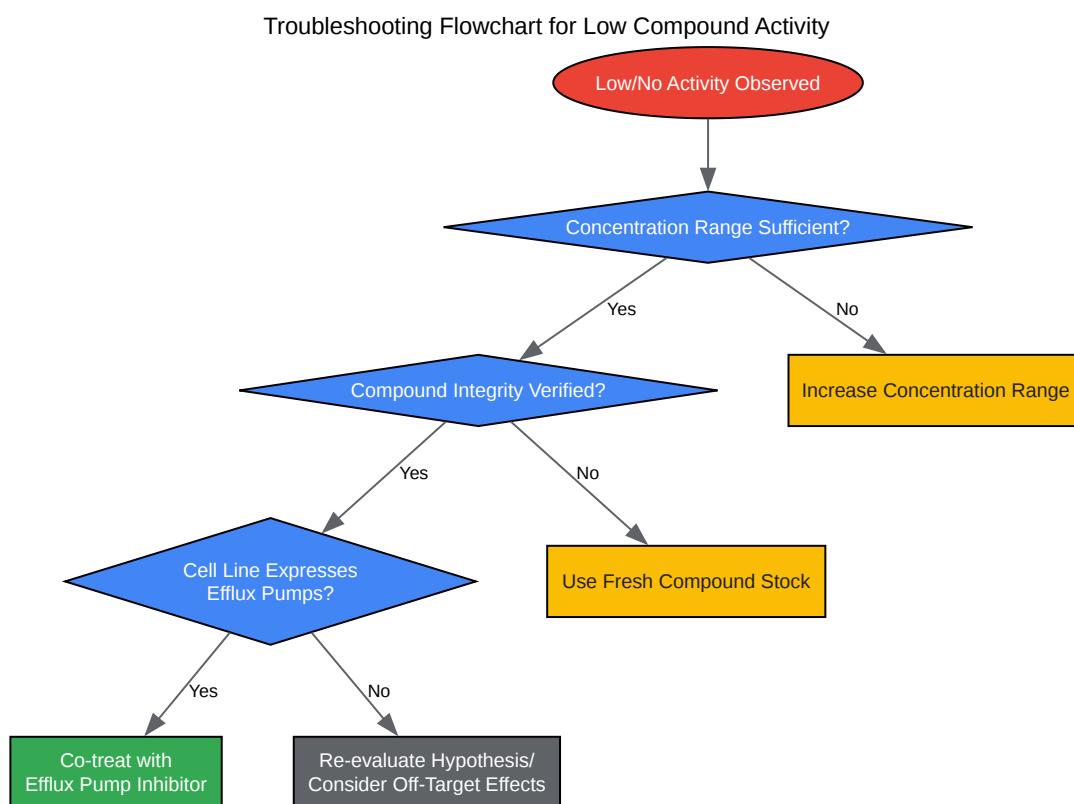 Troubleshooting Flowchart for Low Compound Activity
Low/No Activity Observed
Concentration Range Sufficient?
Yes
No
Compound Integrity Verified?
Increase Concentration Range
Yes
No
Cell Line Expresses
Efflux Pumps?
Use Fresh Compound Stock
Yes
No
Co-treat with
Efflux Pump Inhibitor
Re-evaluate Hypothesis/
Consider Off-Target Effects